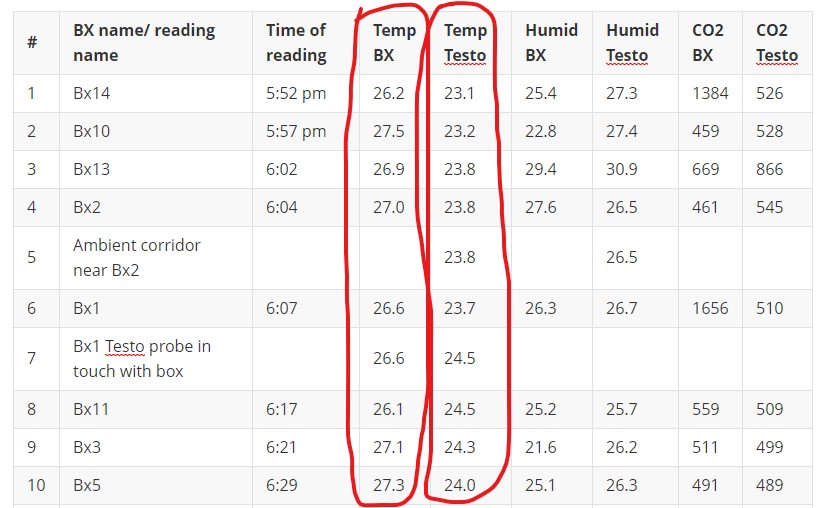 # BX name/ reading name Time of reading Temp BX Temp Testo Humid BX Humid Testo CO2 BX CO2 Testo
1 Bx14 5:52 pm 26.2 23.1 25.4 27.3 1384 526
2 Bx10 5:57 pm 27.5 23.2 22.8 27.4 459 528
3 Bx13 6:02 26.9 23.8 29.4 30.9 669 866
4 Bx2 6:04 27.0 23.8 27.6 26.5 461 545
5 Ambient corridor near Bx2 23.8 26.5
6 Bx1 6:07 26.6 23.7 26.3 26.7 1656 510
7 Bx1 Testo probe in touch with box 26.6 24.5
8 Bx11 6:17 26.1 24.5 25.2 25.7 559 509
9 Bx3 6:21 27.1 24.3 21.6 26.2 511 499
10 Bx5 6:29 27.3 24.0 25.1 26.3 491 489